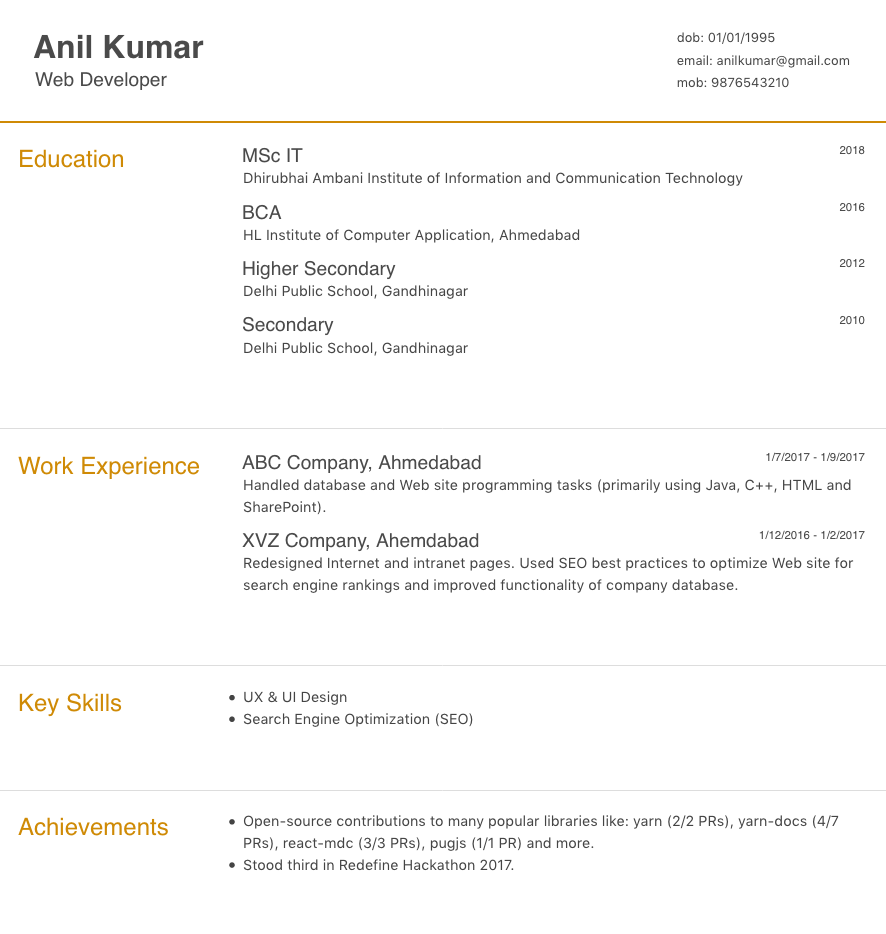 Anil Kumar
Web Developer
dob: 01/01/1995
email: anilkumar@gmail.com
mob: 9876543210
Education
MSc IT 2018
Dhirubhai Ambani Institute of Information and Communication Technology
BCA 2016
HL Institute of Computer Application, Ahmedabad
Higher Secondary 2012
Delhi Public School, Gandhinagar
Secondary 2010
Delhi Public School, Gandhinagar
Work Experience
ABC Company, Ahmedabad 1/7/2017 - 1/9/2017
Handled database and Web site programming tasks (primarily using Java, C++, HTML and
SharePoint).
XVZ Company, Ahemdabad 1/12/2016 - 1/2/2017
Redesigned Internet and intranet pages. Used SEO best practices to optimize Web site for
search engine rankings and improved functionality of company database.
Key Skills
• UX & UI Design
• Search Engine Optimization (SEO)
Achievements
• Open-source contributions to many popular libraries like: yarn (2/2 PRs), yarn-docs (4/7
PRs), react-mdc (3/3 PRs), pugjs (1/1 PR) and more.
• Stood third in Redefine Hackathon 2017.